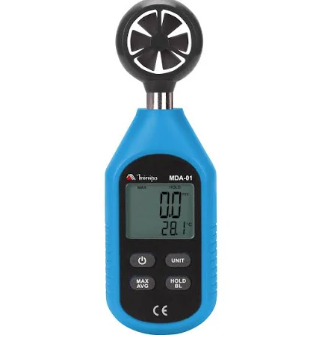 Minipa MDA-01
MAX HOLD
0.0
28.1°C
UNIT
MAX AVG HOLD BL
CE